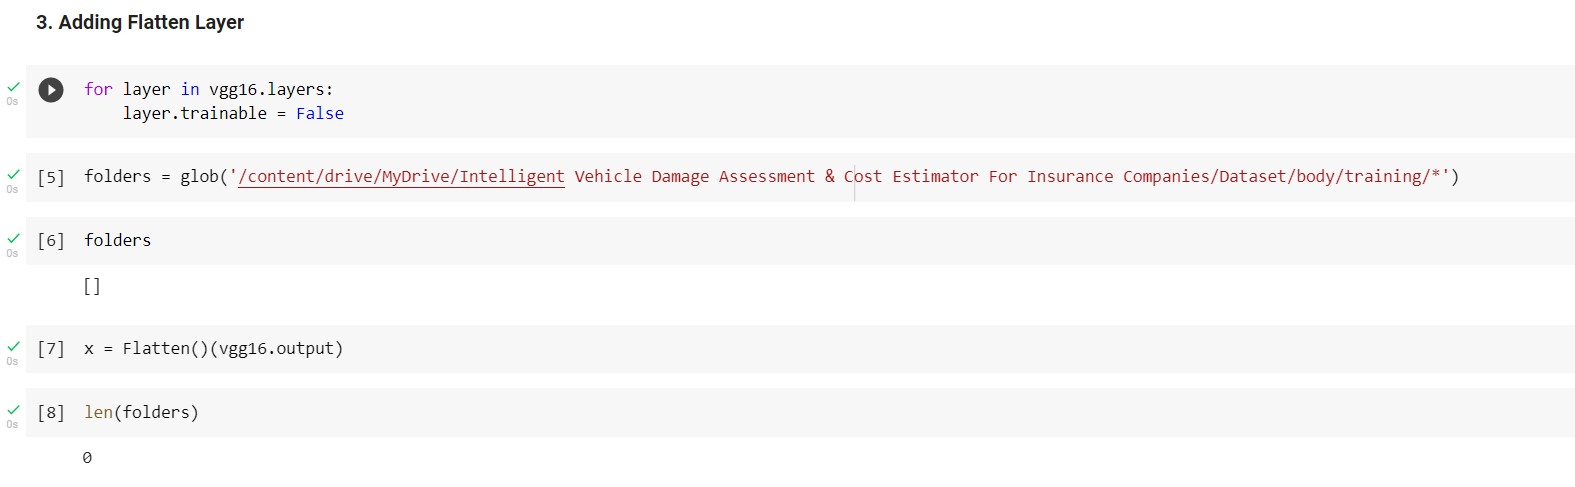 3. Adding Flatten Layer
for layer in vgg16.layers:
    layer.trainable = False
0s
[5] folders = glob('/content/drive/MyDrive/Intelligent Vehicle Damage Assessment & Cost Estimator For Insurance Companies/Dataset/body/training/*')
0s
[6] folders
0s
[]
[7] x = Flatten()(vgg16.output)
0s
[8] len(folders)
0s
0